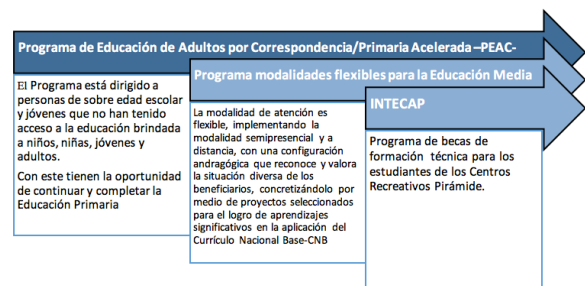 Programa de Educación de Adultos por Correspondencia/Primaria Acelerada –PEAC-
El Programa está dirigido a
personas de sobre edad escolar
y jóvenes que no han tenido
acceso a la educación brindada
a niños, niñas, jóvenes y
adultos.
Con este tienen la oportunidad
de continuar y completar la
Educación Primaria
Programa modalidades flexibles para la Educación Media
La modalidad de atención es
flexible, implementando la
modalidad semipresencial y a
distancia, con una configuración
andragógica que reconoce y valora
la situación diversa de los
beneficiarios, concretizándolo por
medio de proyectos seleccionados
para el logro de aprendizajes
significativos en la aplicación del
Currículo Nacional Base-CNB
INTECAP
Programa de becas de
formación técnica para los
estudiantes de los Centros
Recreativos Pirámide.